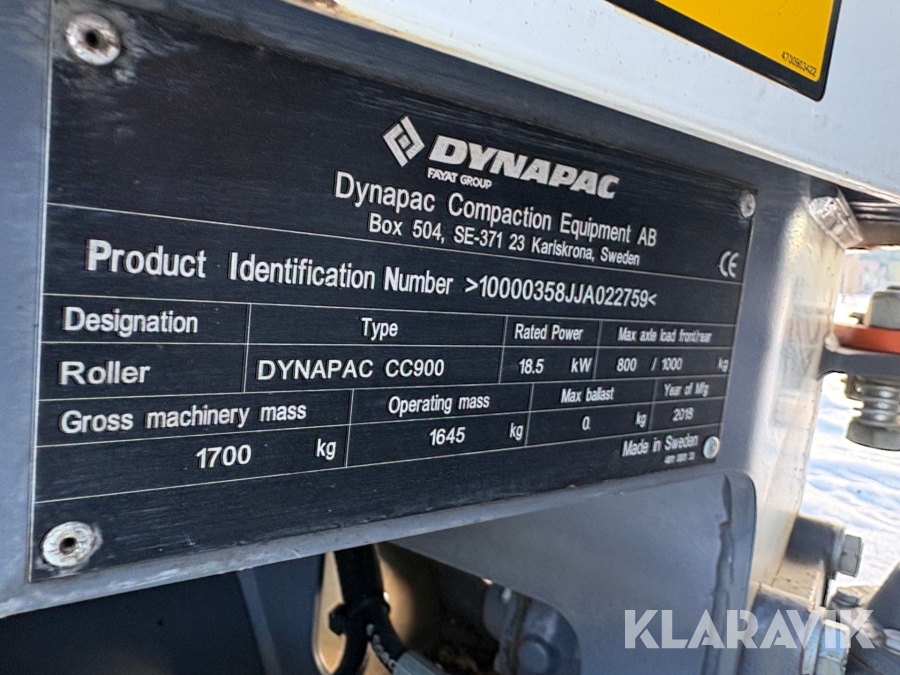 4700903422
DYNAPAC
FAYAT GROUP
Dynapac Compaction Equipment AB
Box 504, SE-371 23 Karlskrona, Sweden
CE
Product Identification Number >10000358JJA022759<
Designation Type Rated Power Max axle load front/rear
Roller DYNAPAC CC900 18.5 kW 800 / 1000 kg
Gross machinery mass Operating mass Max ballast Year of Mfg
1700 kg 1645 kg 0. kg 2018
Made in Sweden
KLARAVIK